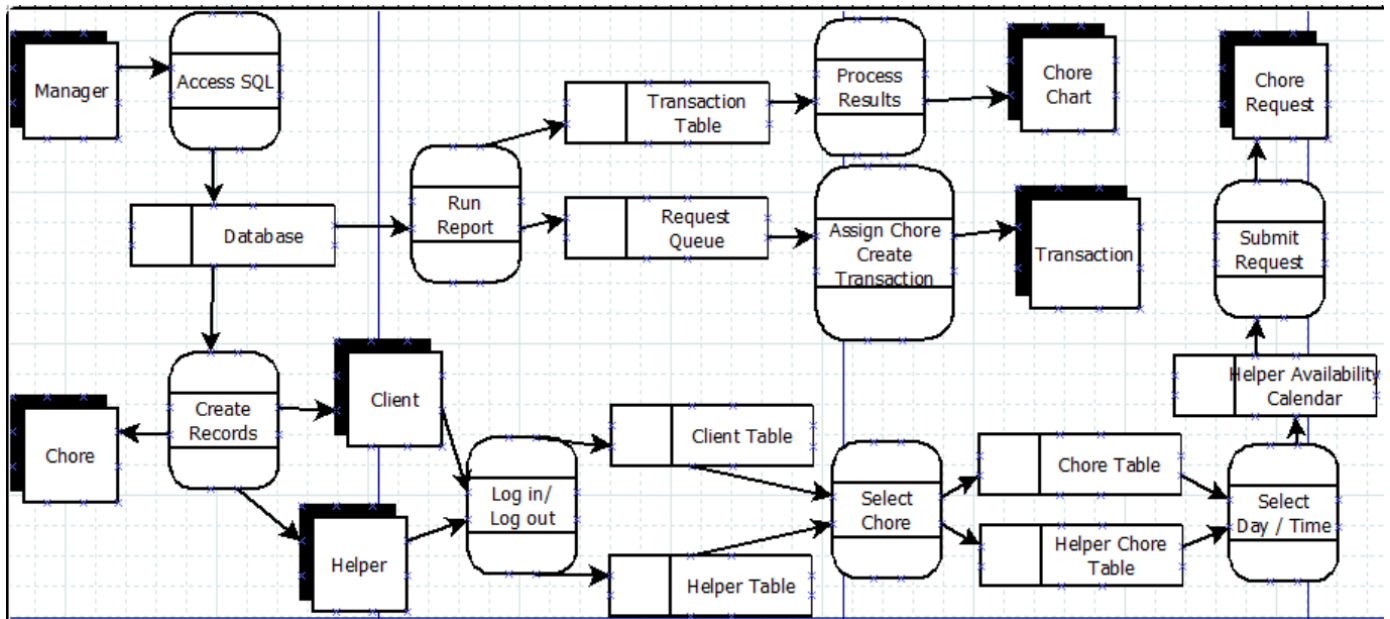 Manager
Access SQL
Transaction
Table
Process
Results
Chore
Chart
Chore
Request
Database
Run
Report
Request
Queue
Assign Chore
Create
Transaction
Transaction
Submit
Request
Chore
Create
Records
Client
Helper
Log in/
Log out
Client Table
Helper Table
Select
Chore
Chore Table
Helper Chore
Table
Helper Availability
Calendar
Select
Day / Time